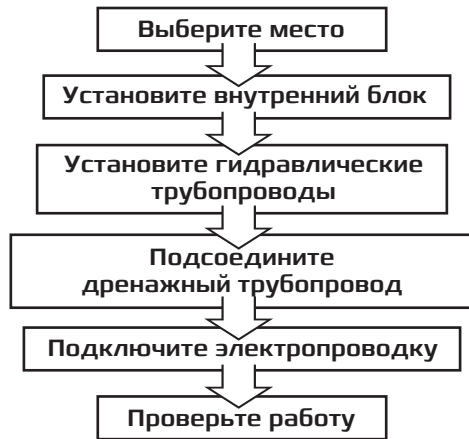 Выберите место
Установите внутренний блок
Установите гидравлические
трубопроводы
Подсоедините
дренажный трубопровод
Подключите электропроводку
Проверьте работу